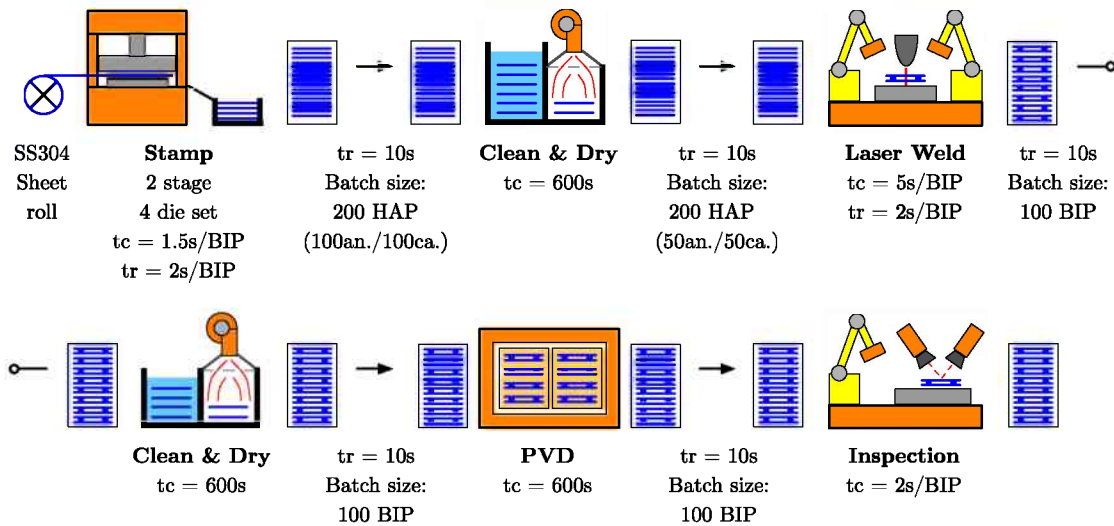 SS304
Sheet
roll
Stamp
2 stage
4 die set
tc = 1.5s/BIP
tr = 2s/BIP
tr = 10s
Batch size:
200 HAP
(100an./100ca.)
Clean & Dry
tc = 600s
tr = 10s
Batch size:
200 HAP
(50an./50ca.)
Laser Weld
tc = 5s/BIP
tr = 2s/BIP
tr = 10s
Batch size:
100 BIP
Clean & Dry
tc = 600s
tr = 10s
Batch size:
100 BIP
PVD
tc = 600s
tr = 10s
Batch size:
100 BIP
Inspection
tc = 2s/BIP